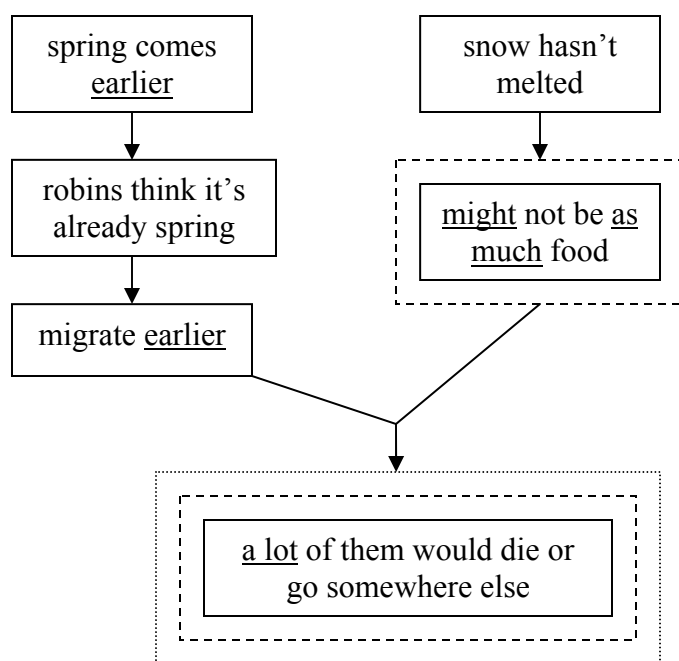 spring comes
earlier
snow hasn't
melted
robins think it's
already spring
might not be as
much food
migrate earlier
a lot of them would die or
go somewhere else